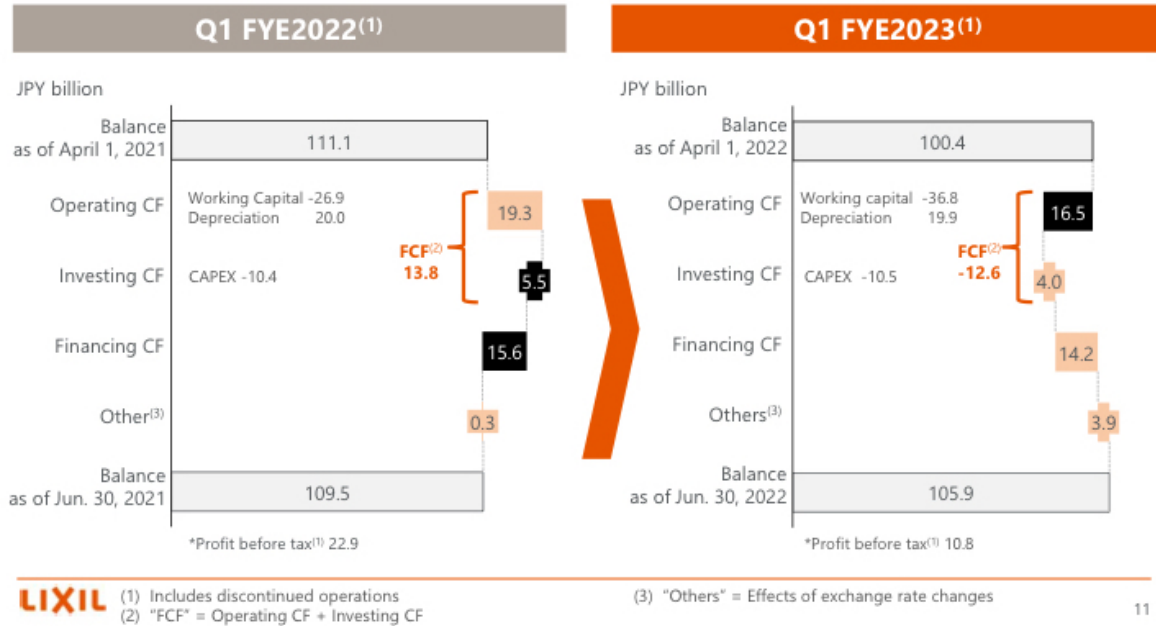 Q1 FYE2022(1)
JPY billion
Balance
as of April 1, 2021
111.1
Operating CF
Working Capital -26.9
Depreciation 20.0
19.3
FCF(2)
13.8
Investing CF
CAPEX -10.4
5.5
Financing CF
15.6
Other(3)
0.3
Balance
as of Jun. 30, 2021
109.5
*Profit before tax(1) 22.9
Q1 FYE2023(1)
JPY billion
Balance
as of April 1, 2022
100.4
Operating CF
Working capital -36.8
Depreciation 19.9
16.5
FCF(2)
-12.6
Investing CF
CAPEX -10.5
4.0
Financing CF
14.2
Others(3)
3.9
Balance
as of Jun. 30, 2022
105.9
*Profit before tax(1) 10.8
LIXIL
(1) Includes discontinued operations
(2) "FCF" = Operating CF + Investing CF
(3) "Others" = Effects of exchange rate changes
11